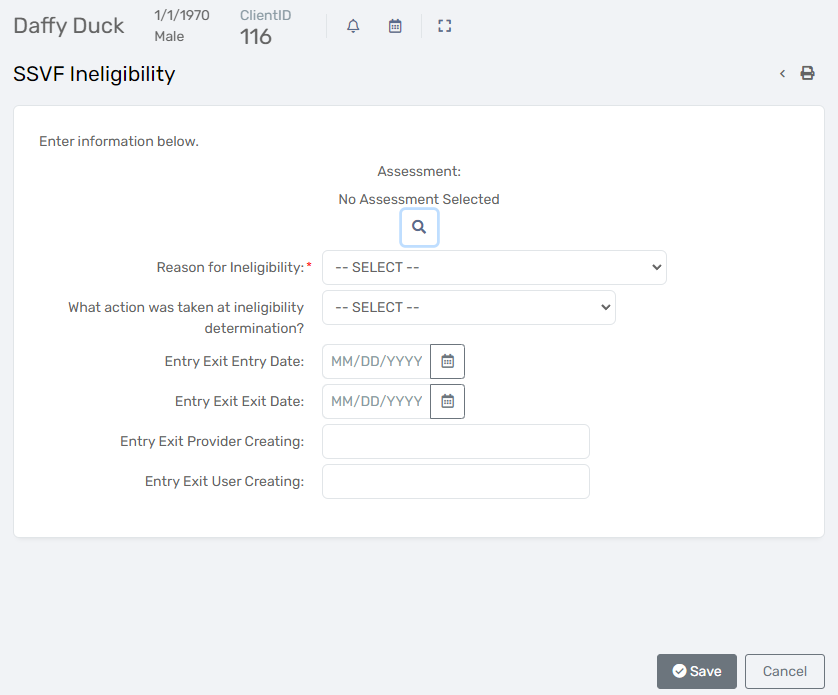 Daffy Duck
1/1/1970
Male
ClientID
116
SSVF Ineligibility
Enter information below.
Assessment:
No Assessment Selected
Reason for Ineligibility:* -- SELECT --
What action was taken at ineligibility -- SELECT --
determination?
Entry Exit Entry Date: MM/DD/YYYY
Entry Exit Exit Date: MM/DD/YYYY
Entry Exit Provider Creating:
Entry Exit User Creating:
Save Cancel